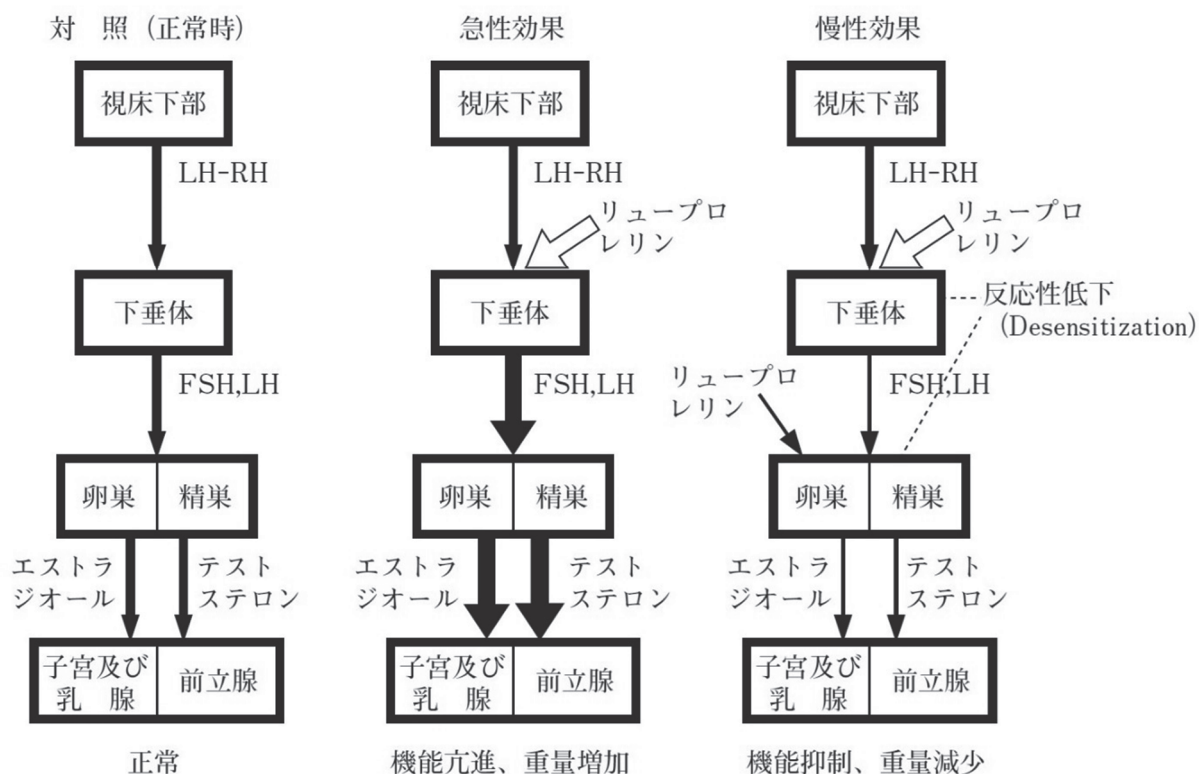 対　照（正常時）
視床下部
LH-RH
下垂体
FSH,LH
卵巣
精巣
エストラ
ジオール
テスト
ステロン
子宮及び
乳　腺
前立腺
正常
急性効果
視床下部
LH-RH
リュープロ
レリン
下垂体
FSH,LH
卵巣
精巣
エストラ
ジオール
テスト
ステロン
子宮及び
乳　腺
前立腺
機能亢進、重量増加
慢性効果
視床下部
LH-RH
リュープロ
レリン
下垂体
反応性低下
(Desensitization)
FSH,LH
リュープロ
レリン
卵巣
精巣
エストラ
ジオール
テスト
ステロン
子宮及び
乳　腺
前立腺
機能抑制、重量減少